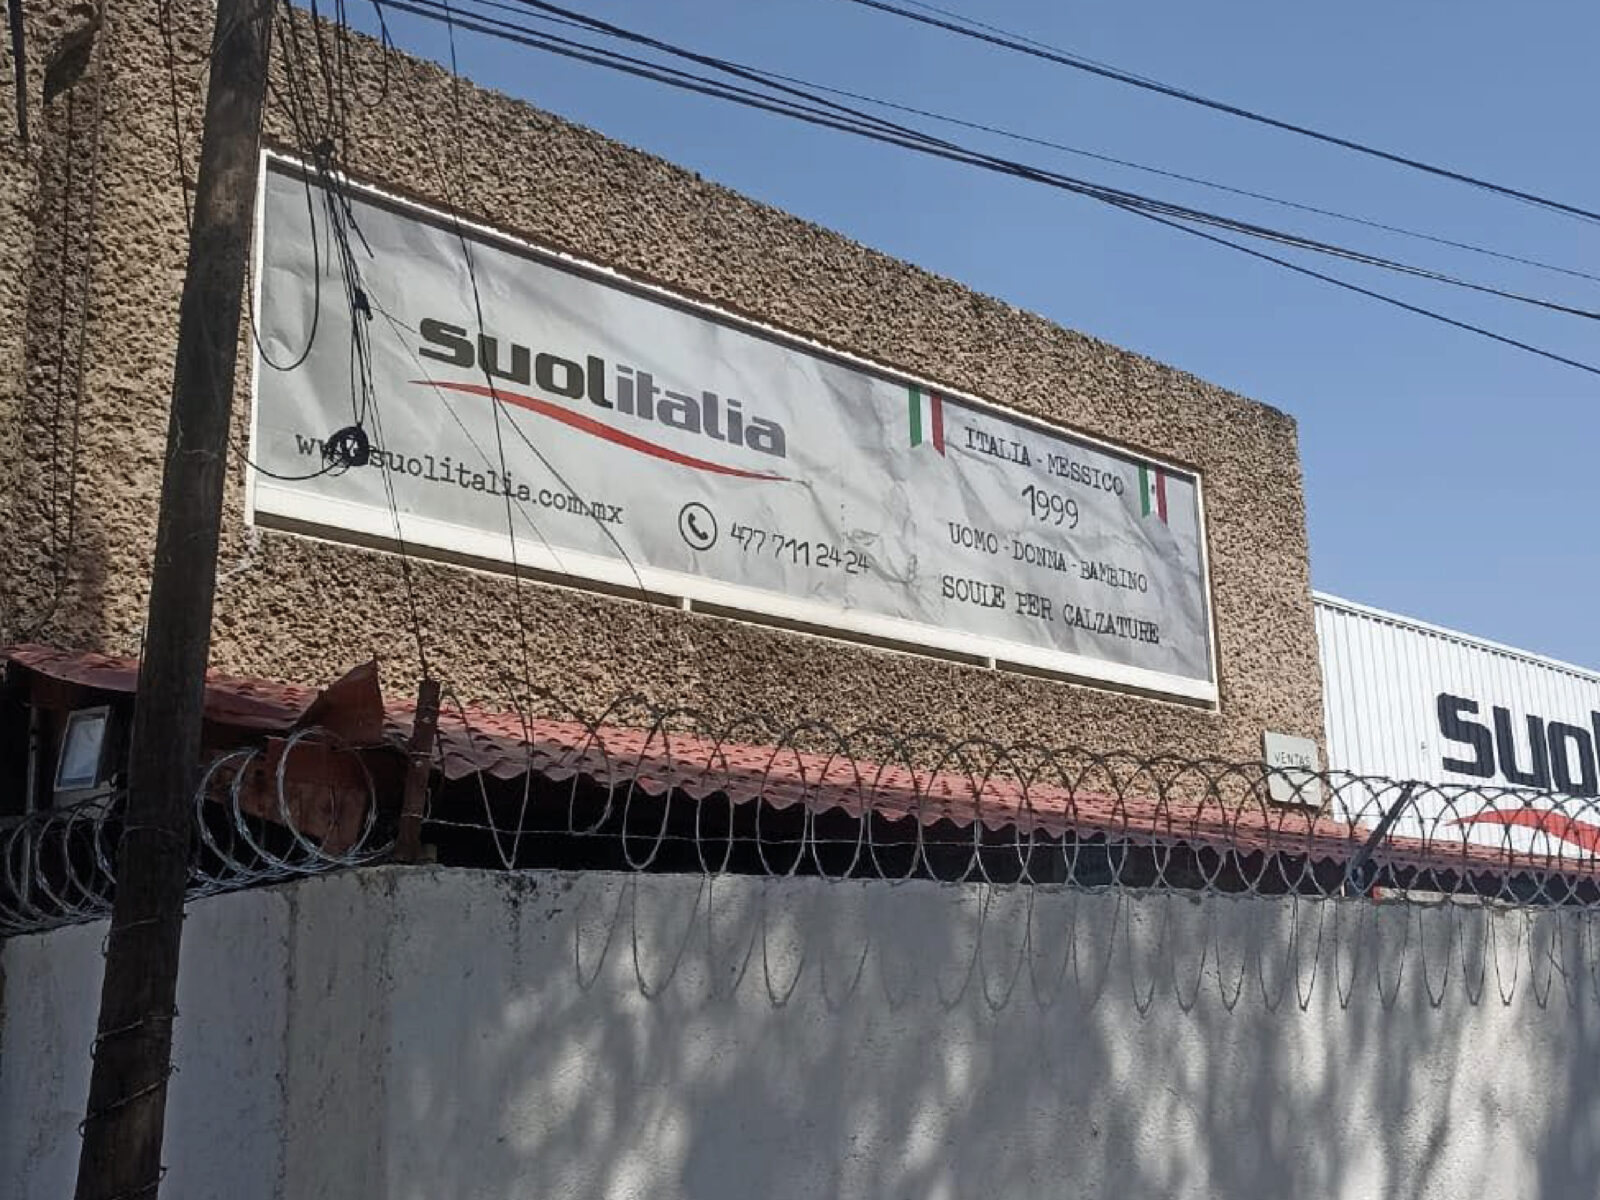 suolitalia
www.suolitalia.com.mx
477 711 24 24
ITALIA - MESSICO
1999
UOMO - DONNA - BAMBINO
SOULE PER CALZATURE
VENTAS
suol